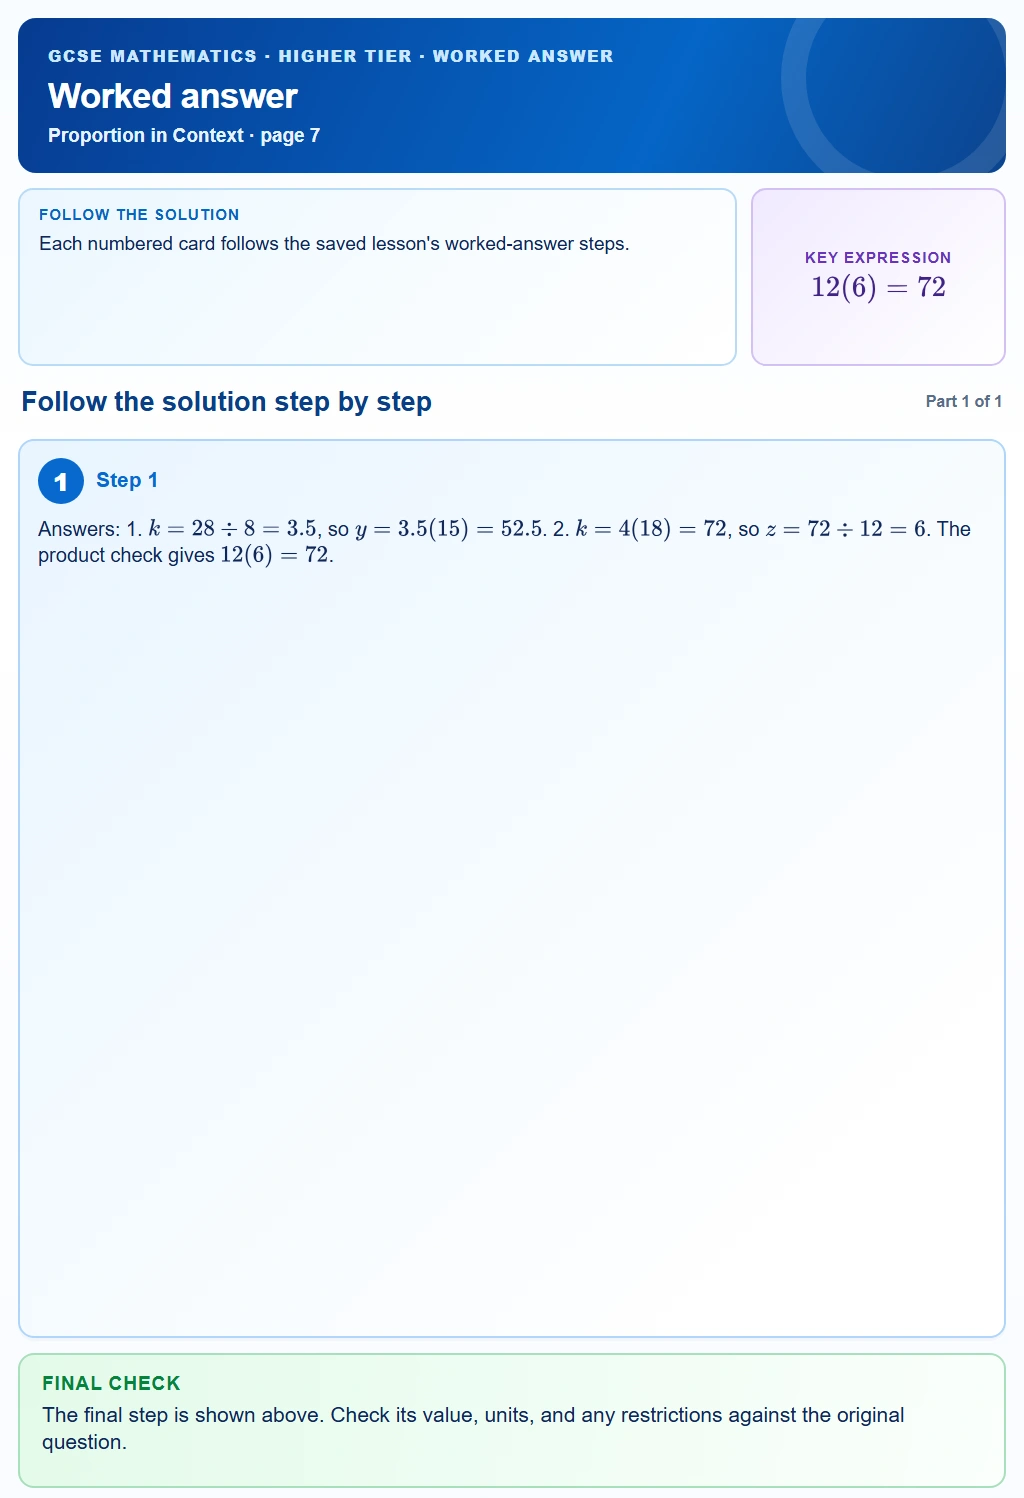 GCSE MATHEMATICS · HIGHER TIER · WORKED ANSWER
Worked answer
Proportion in Context · page 7
FOLLOW THE SOLUTION
Each numbered card follows the saved lesson's worked-answer steps.
KEY EXPRESSION
12(6) = 72
Follow the solution step by step
Part 1 of 1
1 Step 1
Answers: 1. k = 28 ÷ 8 = 3.5, so y = 3.5(15) = 52.5. 2. k = 4(18) = 72, so z = 72 ÷ 12 = 6. The
product check gives 12(6) = 72.
FINAL CHECK
The final step is shown above. Check its value, units, and any restrictions against the original
question.